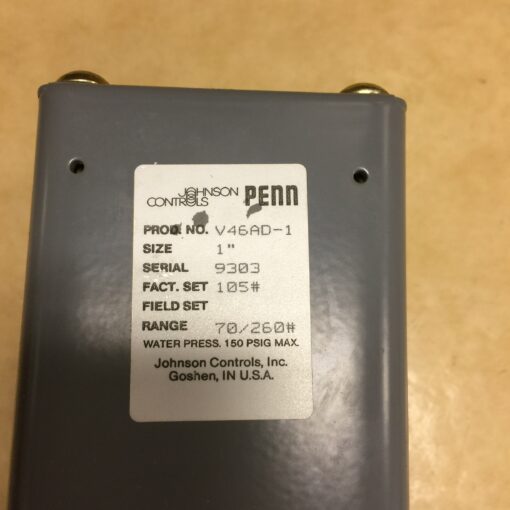 JOHNSON CONTROLS PENN
PROD. NO. V46AD-1
SIZE 1"
SERIAL 9303
FACT. SET 105#
FIELD SET
RANGE 70/260#
WATER PRESS. 150 PSIG MAX.
Johnson Controls, Inc.
Goshen, IN U.S.A.